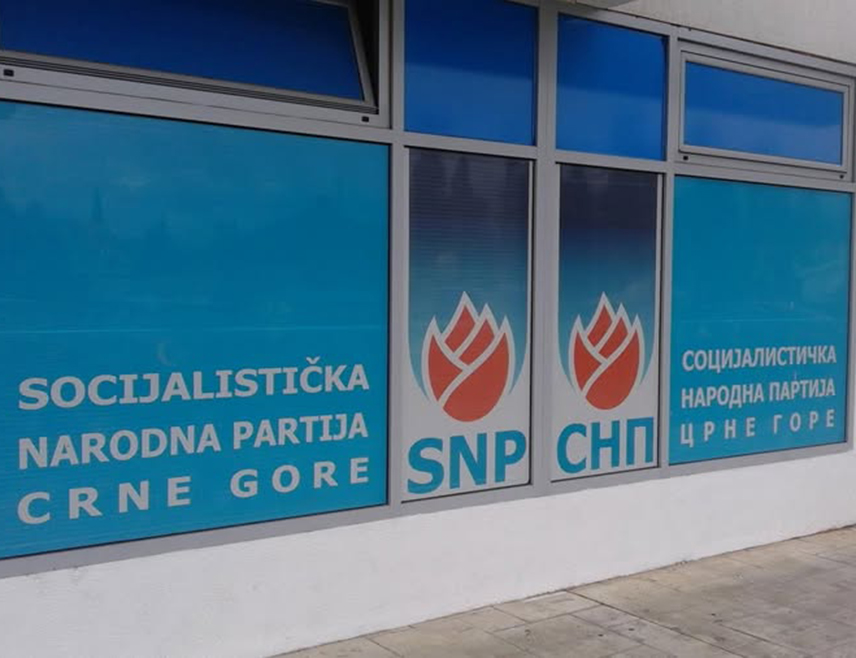 SOCIJALISTIČKA
NARODNA PARTIJA
CRNE GORE
SNP
СНП
СОЦИЈАЛИСТИЧКА
НАРОДНА ПАРТИЈА
ЦРНЕ ГОРЕ